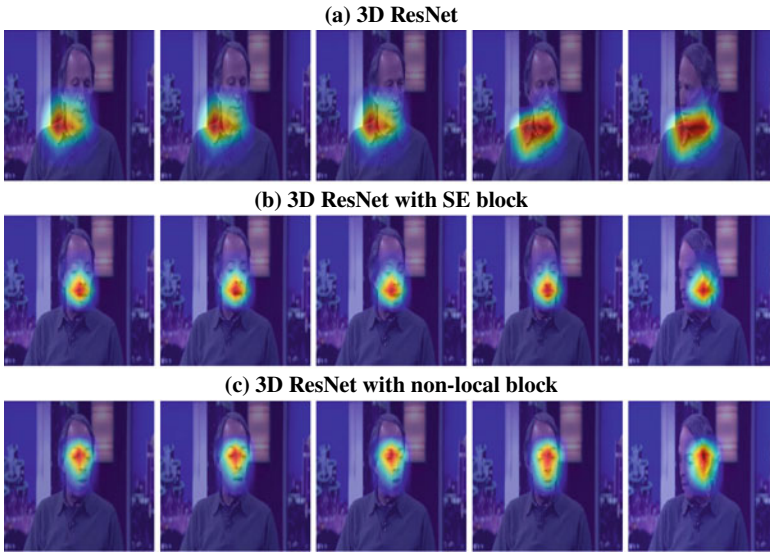 (a) 3D ResNet
(b) 3D ResNet with SE block
(c) 3D ResNet with non-local block